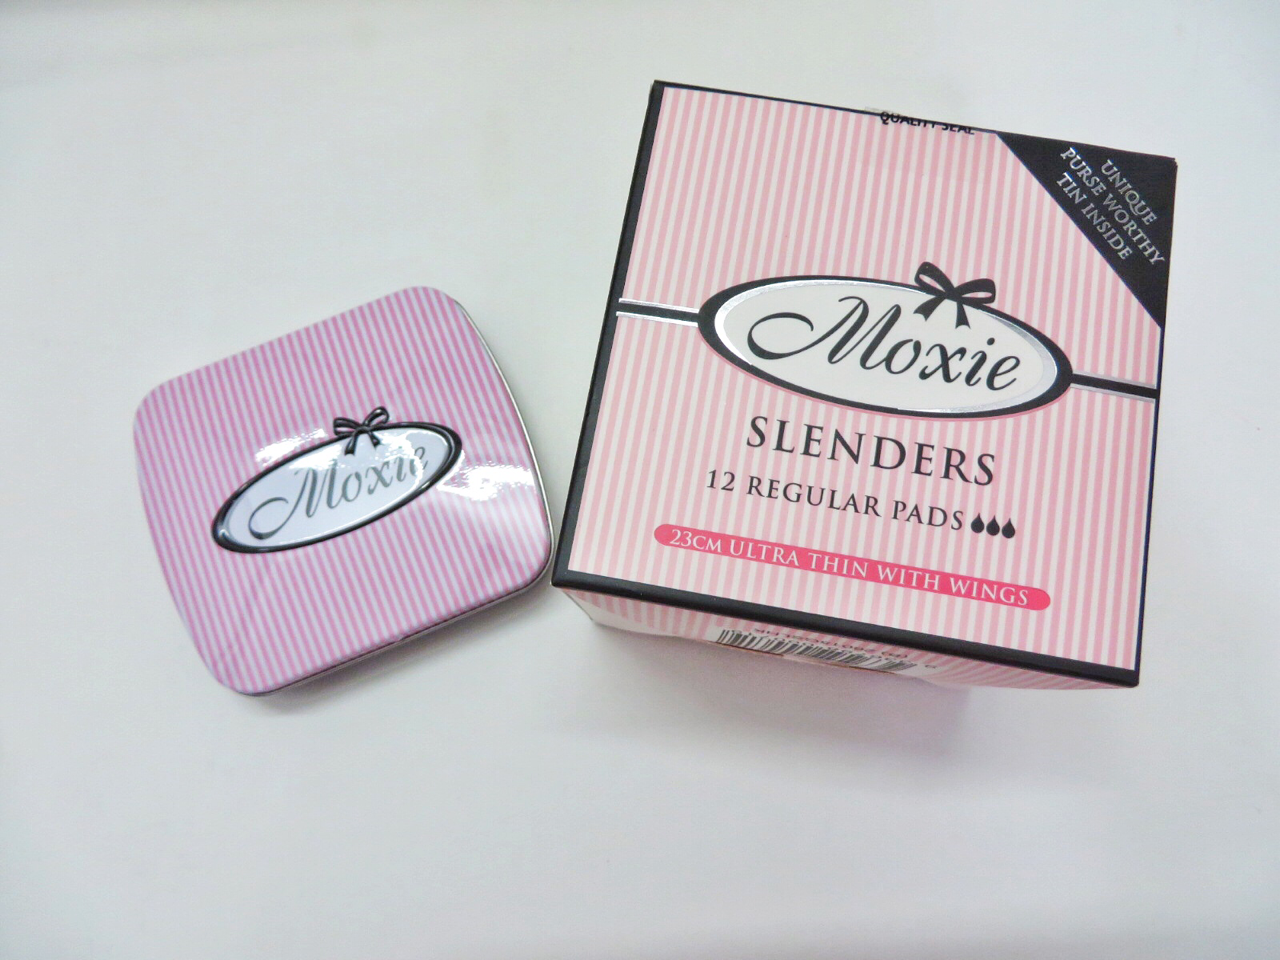 Moxie
QUALITY SEAL
UNIQUE
PURSE WORTHY
TIN INSIDE
Moxie
SLENDERS
12 REGULAR PADS
23CM ULTRA THIN WITH WINGS